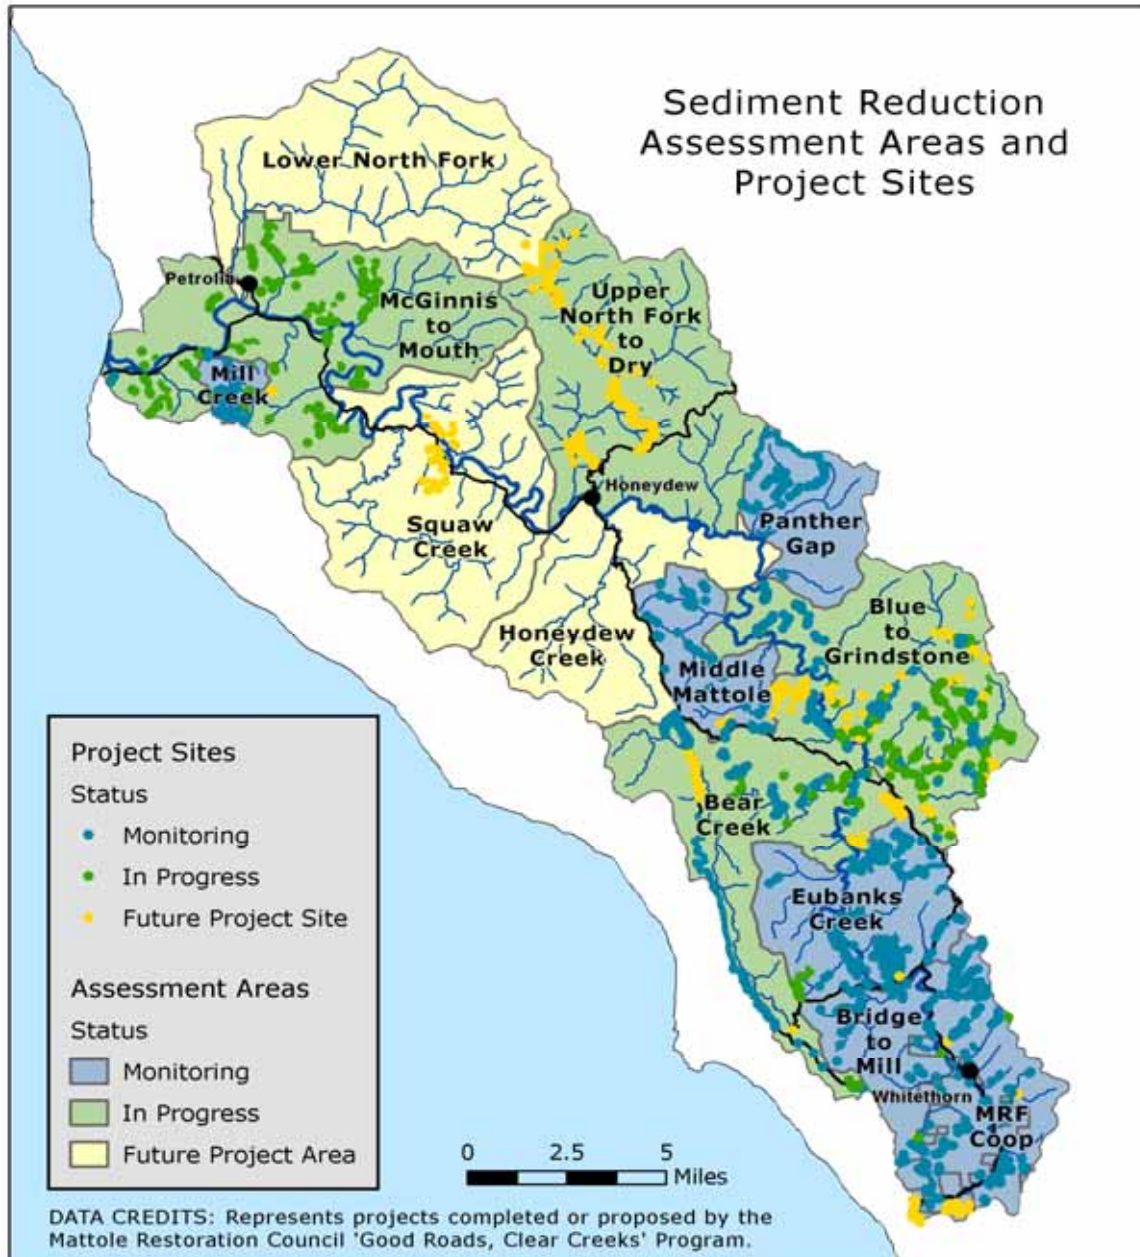 Sediment Reduction
Assessment Areas and
Project Sites
Lower North Fork
Petrolia
McGinnis
to
Mouth
Upper
North Fork
to
Dry
Mill
Creek
Honeydew
Squaw
Creek
Panther
Gap
Honeydew
Creek
Blue
to
Grindstone
Middle
Mattole
Bear
Creek
Eubanks
Creek
Bridge
to
Mill
Whitethorn
MRF
Coop
Project Sites
Status
Monitoring
In Progress
Future Project Site
Assessment Areas
Status
Monitoring
In Progress
Future Project Area
0 2.5 5
Miles
DATA CREDITS: Represents projects completed or proposed by the
Mattole Restoration Council 'Good Roads, Clear Creeks' Program.